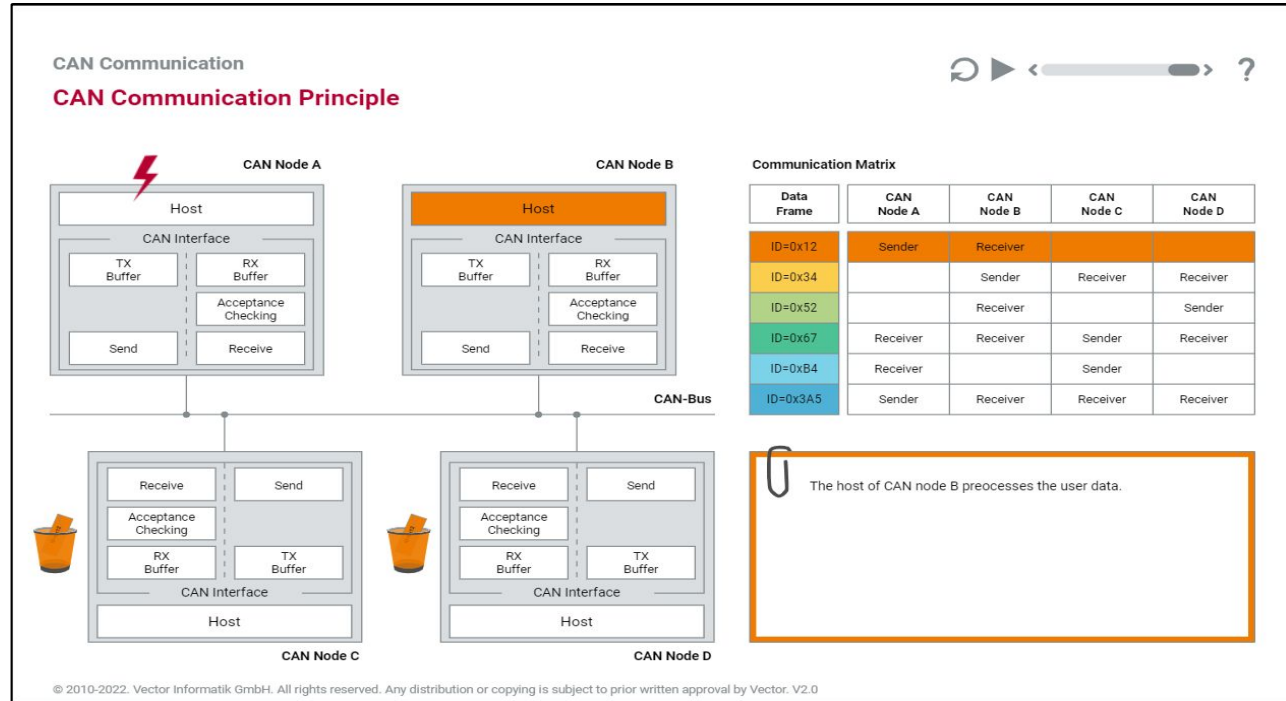 CAN Communication
?
CAN Communication Principle
CAN Node A
Host
CAN Interface
TX
Buffer
RX
Buffer
Acceptance
Checking
Send
Receive
CAN Node B
Host
CAN Interface
TX
Buffer
RX
Buffer
Acceptance
Checking
Send
Receive
CAN-Bus
Receive
Send
Acceptance
Checking
RX
Buffer
TX
Buffer
CAN Interface
Host
CAN Node C
Receive
Send
Acceptance
Checking
RX
Buffer
TX
Buffer
CAN Interface
Host
CAN Node D
Communication Matrix
Data Frame CAN Node A CAN Node B CAN Node C CAN Node D
ID=0x12 Sender Receiver
ID=0x34 Sender Receiver Receiver
ID=0x52 Receiver Sender
ID=0x67 Receiver Receiver Sender Receiver
ID=0xB4 Receiver Sender
ID=0x3A5 Sender Receiver Receiver Receiver
The host of CAN node B preocesses the user data.
© 2010-2022. Vector Informatik GmbH. All rights reserved. Any distribution or copying is subject to prior written approval by Vector. V2.0